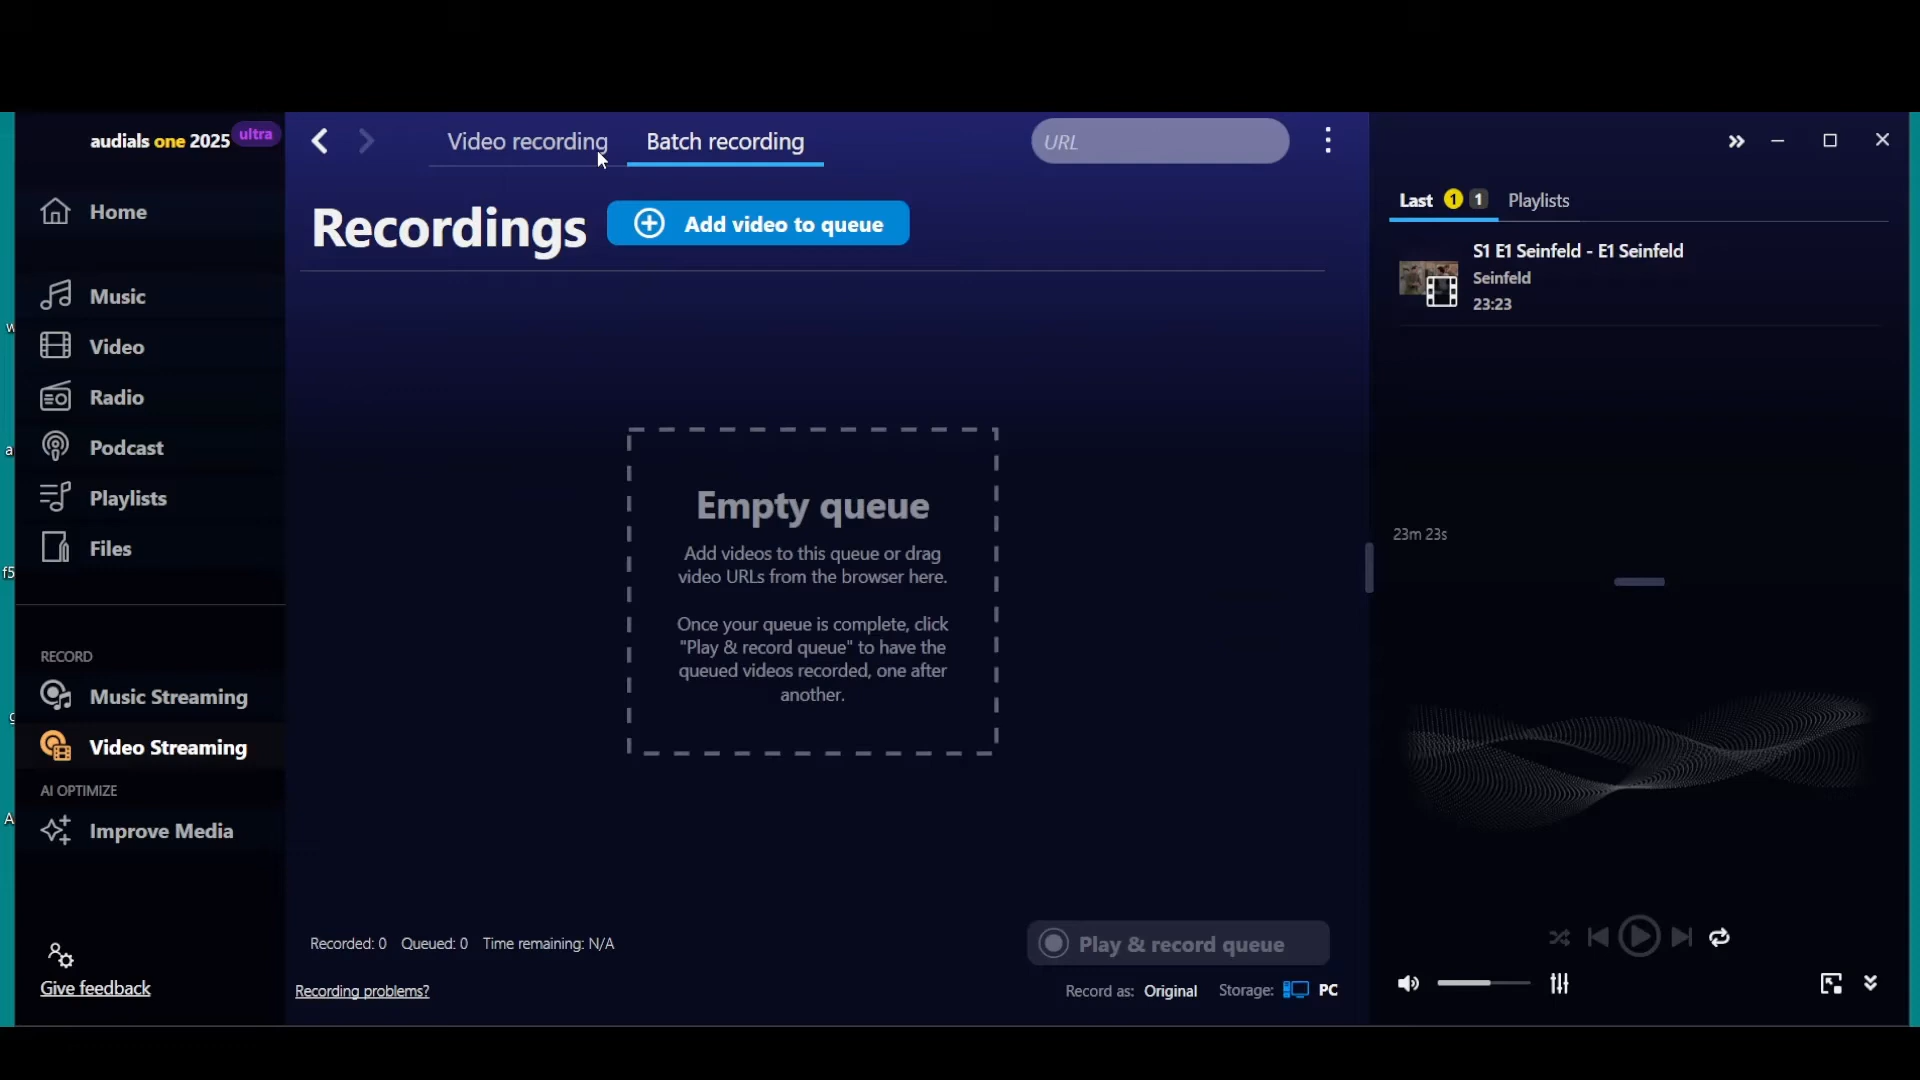 audials one 2025 ultra
Home
Music
Video
Radio
Podcast
Playlists
Files
RECORD
Music Streaming
Video Streaming
AI OPTIMIZE
Improve Media
Give feedback
Video recording
Batch recording
URL
Recordings
Add video to queue
Empty queue
Add videos to this queue or drag
video URLs from the browser here.
Once your queue is complete, click
"Play & record queue" to have the
queued videos recorded, one after
another.
Recorded: 0 Queued: 0 Time remaining: N/A
Play & record queue
Recording problems?
Record as: Original Storage: PC
Last 1 1 Playlists
S1 E1 Seinfeld - E1 Seinfeld
Seinfeld
23:23
23m 23s